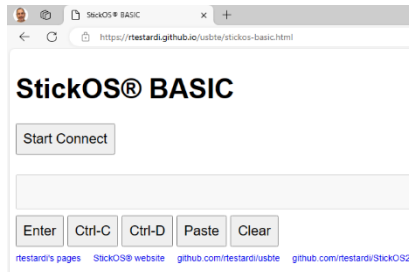 StickOS® BASIC
https://rtestardi.github.io/usbte/stickos-basic.html
StickOS® BASIC
Start Connect
Enter Ctrl-C Ctrl-D Paste Clear
rtestardi's pages StickOS® website github.com/rtestardi/usbte github.com/rtestardi/StickOS2